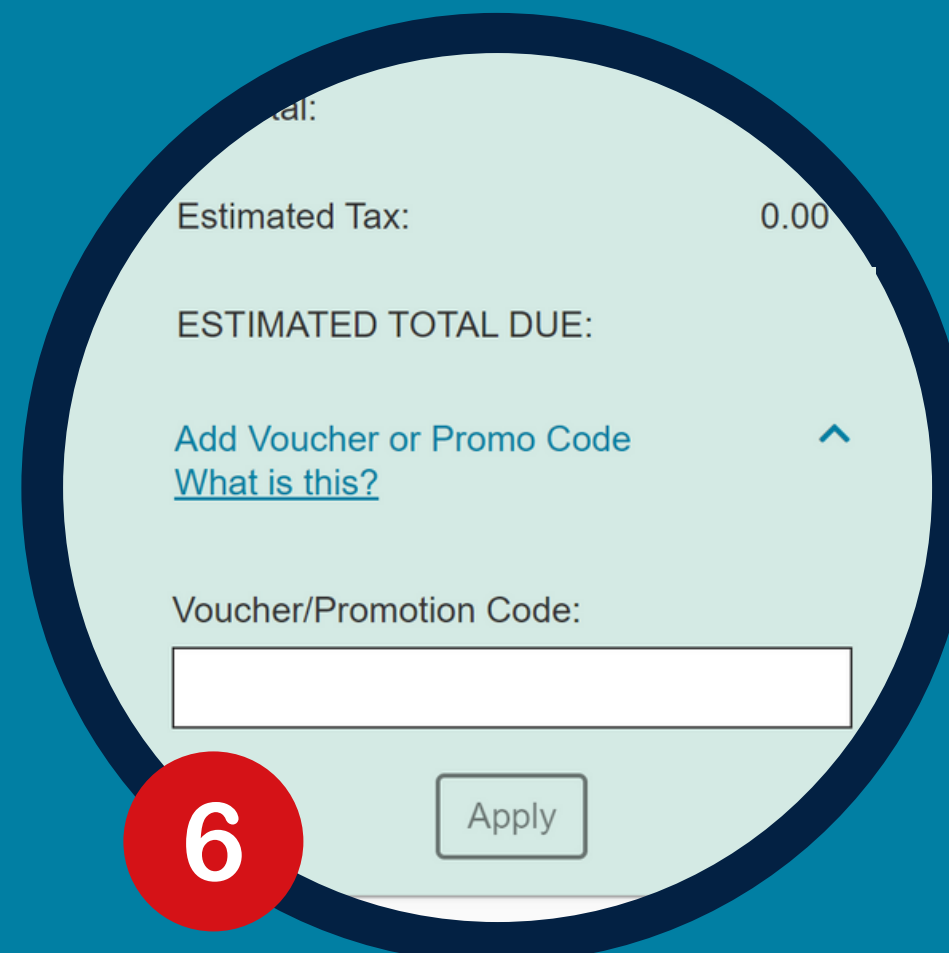 Estimated Tax: 0.00
ESTIMATED TOTAL DUE:
Add Voucher or Promo Code
What is this?
Voucher/Promotion Code:
Apply
6